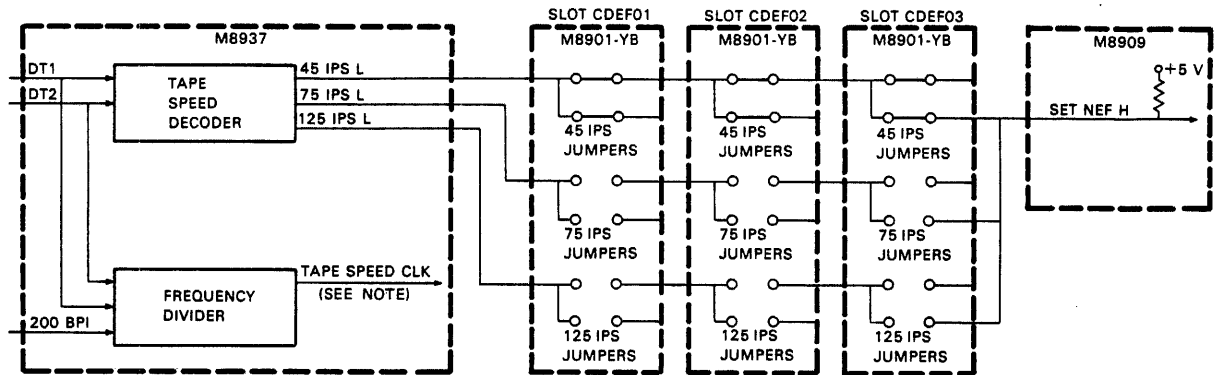 SLOT CDEF01
SLOT CDEF02
SLOT CDEF03
M8937
M8901-YB
M8901-YB
M8901-YB
M8909
DT1
DT2
TAPE
SPEED
DECODER
45 IPS L
75 IPS L
125 IPS L
+5 V
SET NEF H
45 IPS
JUMPERS
45 IPS
JUMPERS
45 IPS
JUMPERS
75 IPS
JUMPERS
75 IPS
JUMPERS
75 IPS
JUMPERS
200 BPI
FREQUENCY
DIVIDER
TAPE SPEED CLK
(SEE NOTE)
125 IPS
JUMPERS
125 IPS
JUMPERS
125 IPS
JUMPERS